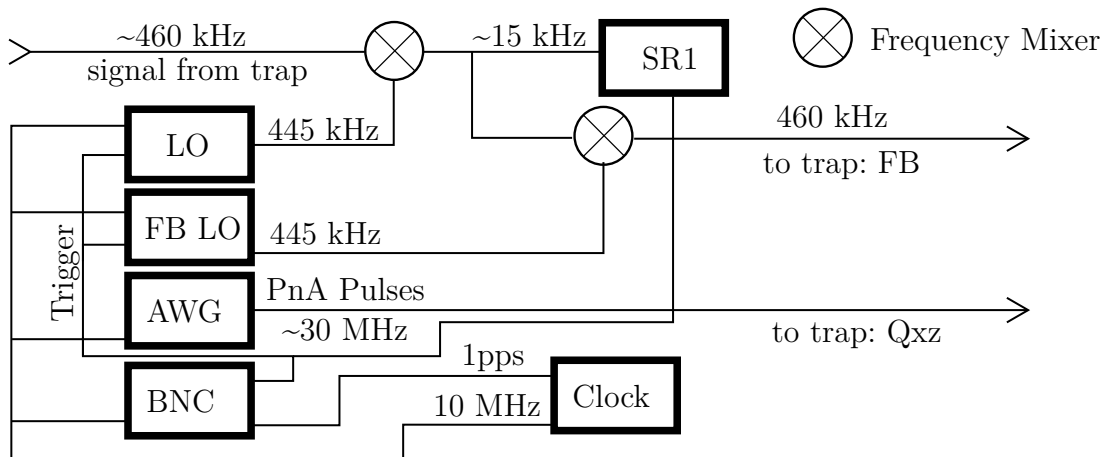 ~460 kHz
signal from trap
~15 kHz
SR1
Frequency Mixer
LO
445 kHz
460 kHz
to trap: FB
FB LO
445 kHz
Trigger
AWG
PnA Pulses
~30 MHz
to trap: Qxz
BNC
1pps
10 MHz
Clock